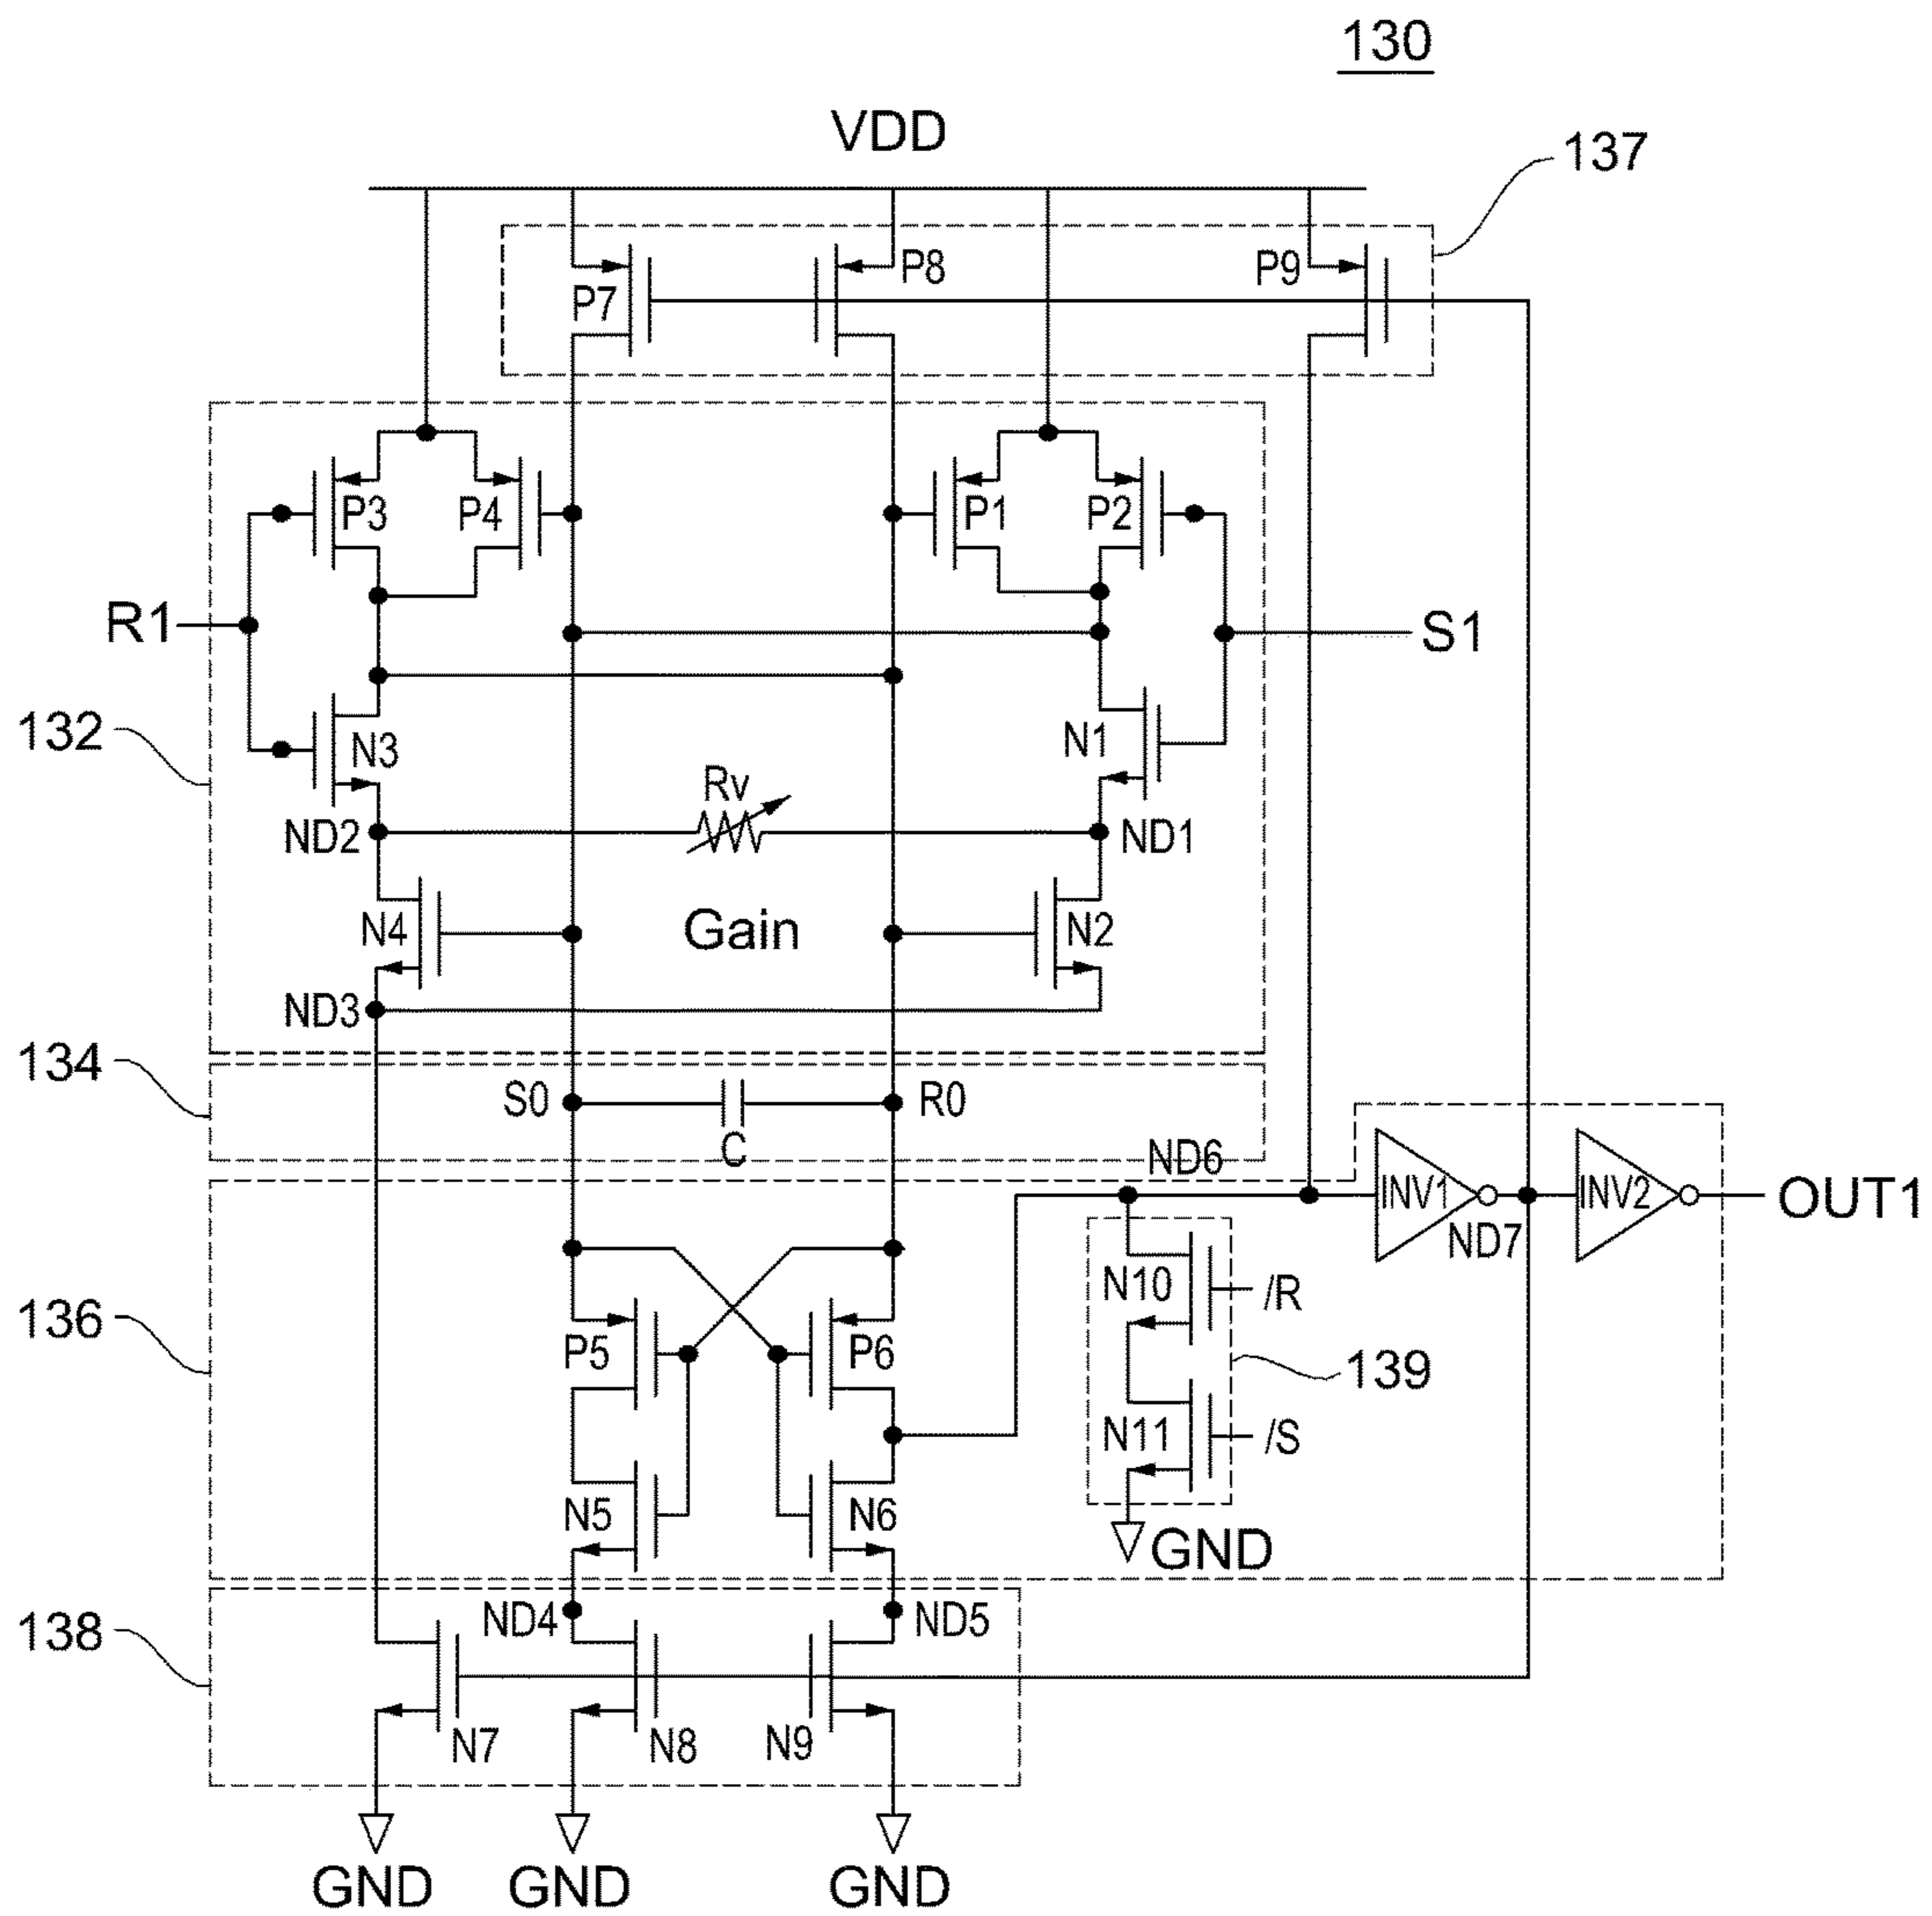 130
VDD
137
P7
P8
P9
P3
P4
P1
P2
R1
S1
132
N3
N1
Rv
ND2
ND1
N4
Gain
N2
ND3
134
S0
R0
C
ND6
INV1
INV2
OUT1
ND7
N10
/R
136
P5
P6
139
N11
/S
N5
N6
GND
138
ND4
ND5
N7
N8
N9
GND
GND
GND